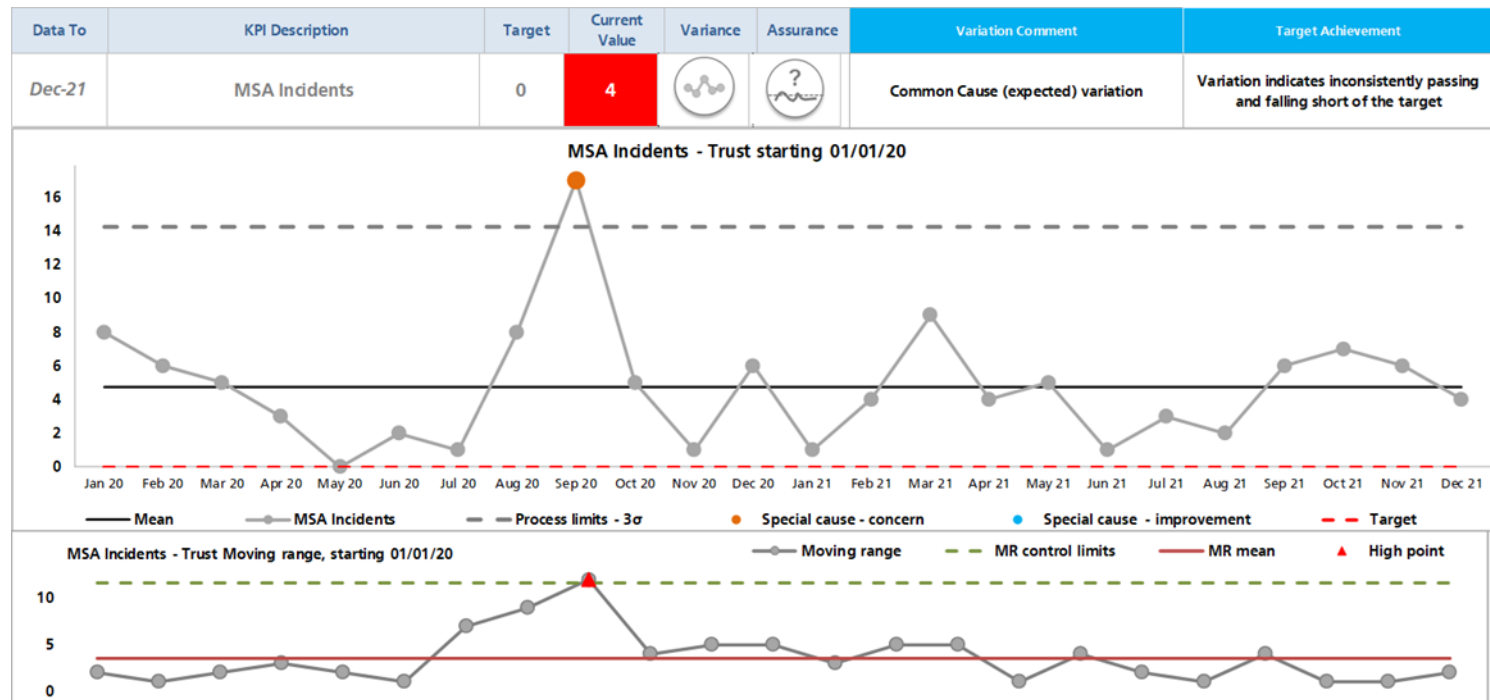 Data To KPI Description Target Current Value Variance Assurance Variation Comment Target Achievement
Dec-21 MSA Incidents 0 4 ? Common Cause (expected) variation Variation indicates inconsistently passing
and falling short of the target
MSA Incidents - Trust starting 01/01/20
16
14
12
10
8
6
4
2
0
Jan 20 Feb 20 Mar 20 Apr 20 May 20 Jun 20 Jul 20 Aug 20 Sep 20 Oct 20 Nov 20 Dec 20 Jan 21 Feb 21 Mar 21 Apr 21 May 21 Jun 21 Jul 21 Aug 21 Sep 21 Oct 21 Nov 21 Dec 21
Mean MSA Incidents Process limits - 3σ Special cause - concern Special cause - improvement Target
MSA Incidents - Trust Moving range, starting 01/01/20 Moving range MR control limits MR mean High point
10
5
0